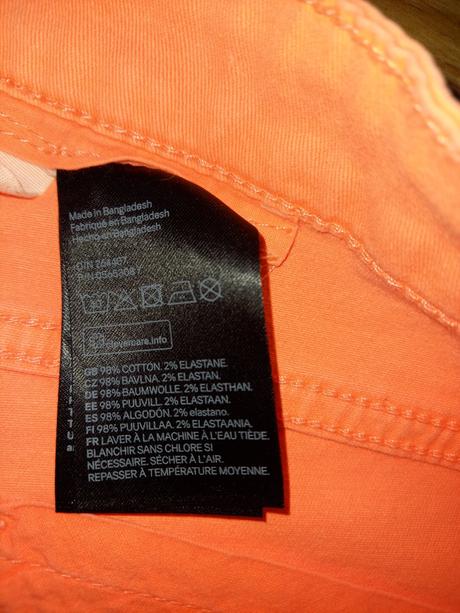 Made in Bangladesh
Fabriqué en Bangladesh
Hecho en Bangladesh
clevercare.info
GB 98% COTTON. 2% ELASTANE.
CZ 98% BAVLNA. 2% ELASTAN.
DE 98% BAUMWOLLE. 2% ELASTHAN.
EE 98% PUUVILL. 2% ELASTAAN.
ES 98% ALGODÓN. 2% elastano.
FI 98% PUUVILLAA. 2% ELASTAANIA.
FR LAVER À LA MACHINE À L'EAU TIÈDE.
BLANCHIR SANS CHLORE SI
NÉCESSAIRE. SÉCHER À L'AIR.
REPASSER À TEMPÉRATURE MOYENNE.